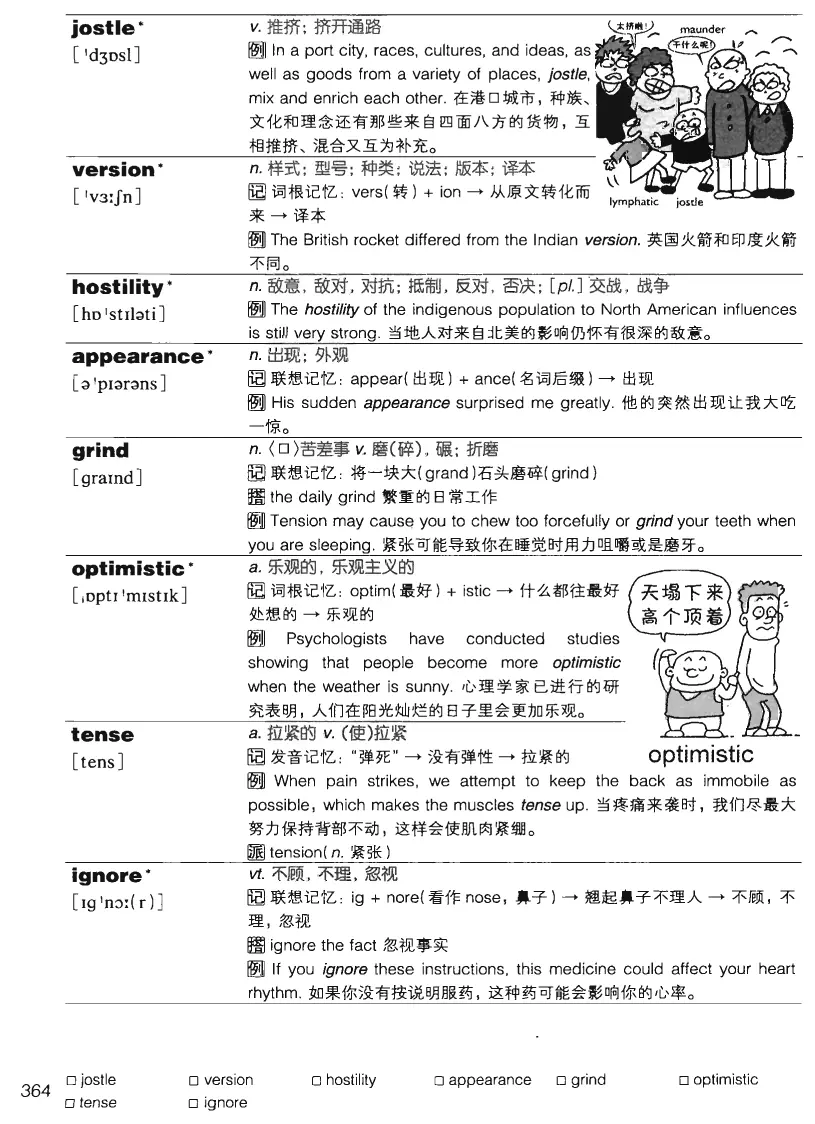 jostle*
v. 推挤; 挤开通路
['dʒɒsl]
例 In a port city, races, cultures, and ideas, as
well as goods from a variety of places, jostle,
mix and enrich each other. 在港口城市，种族、
文化和理念还有那些来自四面八方的货物，互
相推挤、混合又互为补充。
太挤啦！
maunder
干什么呢！
lymphatic
jostle
version*
n. 样式; 型号; 种类; 说法; 版本; 译本
['vɜːʃn]
记 词根记忆: vers(转) + ion → 从原文转化而
来 → 译本
例 The British rocket differed from the Indian version. 英国火箭和印度火箭
不同。
hostility*
n. 敌意, 敌对, 对抗; 抵制, 反对, 否决; [pl.] 交战, 战争
[hɒ'stɪləti]
例 The hostility of the indigenous population to North American influences
is still very strong. 当地人对来自北美的影响仍怀有很深的敌意。
appearance*
n. 出现; 外观
[ə'pɪərəns]
记 联想记忆: appear(出现) + ance(名词后缀) → 出现
例 His sudden appearance surprised me greatly. 他的突然出现让我大吃
一惊。
grind
n. 〈口〉苦差事 v. 磨(碎), 碾; 折磨
[graɪnd]
记 联想记忆: 将一块大(grand)石头磨碎(grind)
搭 the daily grind 繁重的日常工作
例 Tension may cause you to chew too forcefully or grind your teeth when
you are sleeping. 紧张可能导致你在睡觉时用力咀嚼或是磨牙。
optimistic*
a. 乐观的, 乐观主义的
[ˌɒptɪ'mɪstɪk]
记 词根记忆: optim(最好) + istic → 什么都往最好
处想的 → 乐观的
例 Psychologists have conducted studies
showing that people become more optimistic
when the weather is sunny. 心理学家已进行的研
究表明，人们在阳光灿烂的日子里会更加乐观。
天塌下来
高个顶着
optimistic
tense
a. 拉紧的 v. (使)拉紧
[tens]
记 发音记忆: “弹死” → 没有弹性 → 拉紧的
例 When pain strikes, we attempt to keep the back as immobile as
possible, which makes the muscles tense up. 当疼痛来袭时，我们尽最大
努力保持背部不动，这样会使肌肉紧绷。
派 tension(n. 紧张)
ignore*
vt. 不顾, 不理, 忽视
[ɪg'nɔː(r)]
记 联想记忆: ig + nore(看作 nose，鼻子) → 翘起鼻子不理人 → 不顾，不
理，忽视
搭 ignore the fact 忽视事实
例 If you ignore these instructions, this medicine could affect your heart
rhythm. 如果你没有按说明服药，这种药可能会影响你的心率。
364
□ jostle □ version □ hostility □ appearance □ grind □ optimistic
□ tense □ ignore